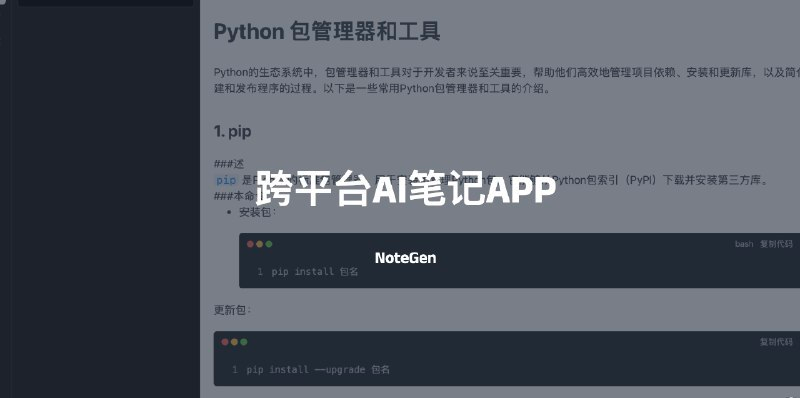 Python 包管理器和工具
Python的生态系统中，包管理器和工具对于开发者来说至关重要，帮助他们高效地管理项目依赖、安装和更新库，以及简化
建和发布程序的过程。以下是一些常用Python包管理器和工具的介绍。
1. pip
###述
pip 是 Python包索引（PyPI）下载并安装第三方库。
跨平台AI笔记APP
###本命
安装包：
bash 复制代码
NoteGen
1 pip install 包名
更新包：
复制代码
1 pip install --upgrade 包名